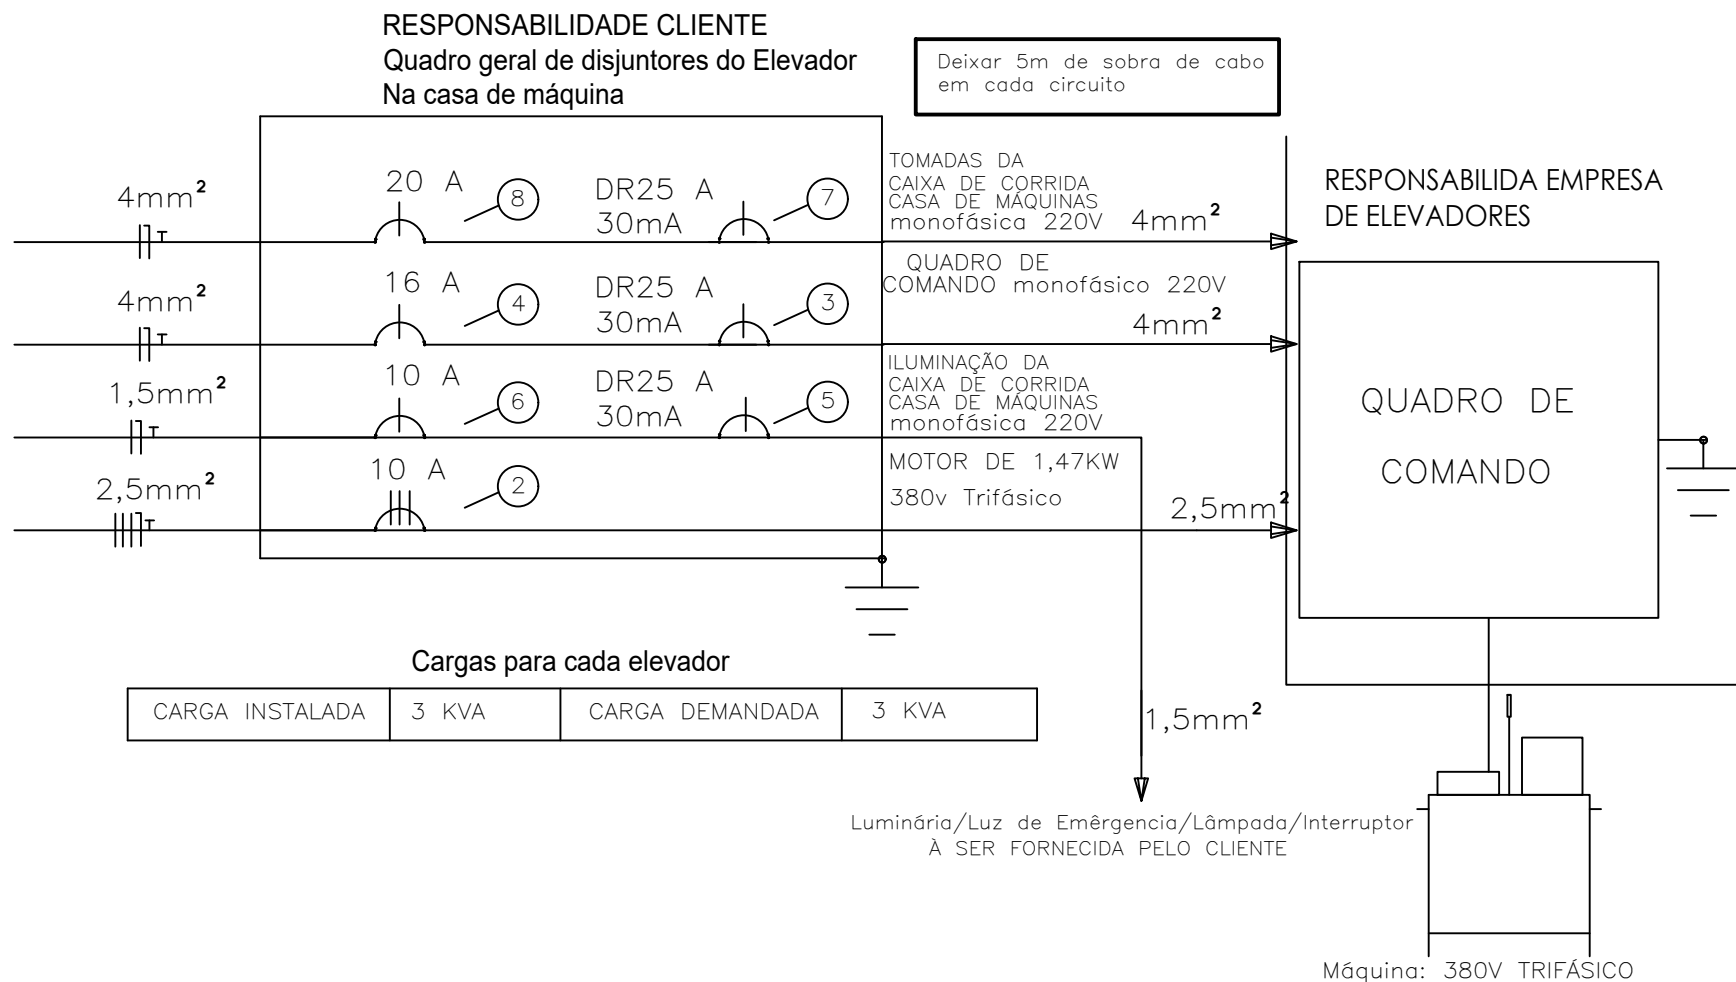 RESPONSABILIDADE CLIENTE
Quadro geral de disjuntores do Elevador
Na casa de máquina
Deixar 5m de sobra de cabo
em cada circuito
RESPONSABILIDA EMPRESA
DE ELEVADORES
4mm²
T
20 A
8
DR25 A
30mA
7
TOMADAS DA
CAIXA DE CORRIDA
CASA DE MÁQUINAS
monofásica 220V
4mm²
4mm²
T
16 A
4
DR25 A
30mA
3
QUADRO DE
COMANDO monofásico 220V
4mm²
1,5mm²
T
10 A
6
DR25 A
30mA
5
ILUMINAÇÃO DA
CAIXA DE CORRIDA
CASA DE MÁQUINAS
monofásica 220V
2,5mm²
T
10 A
2
MOTOR DE 1,47KW
380v Trifásico
2,5mm²
QUADRO DE
COMANDO
Cargas para cada elevador
CARGA INSTALADA 3 KVA CARGA DEMANDADA 3 KVA
1,5mm²
Luminária/Luz de Emêrgencia/Lâmpada/Interruptor
À SER FORNECIDA PELO CLIENTE
Máquina: 380V TRIFÁSICO